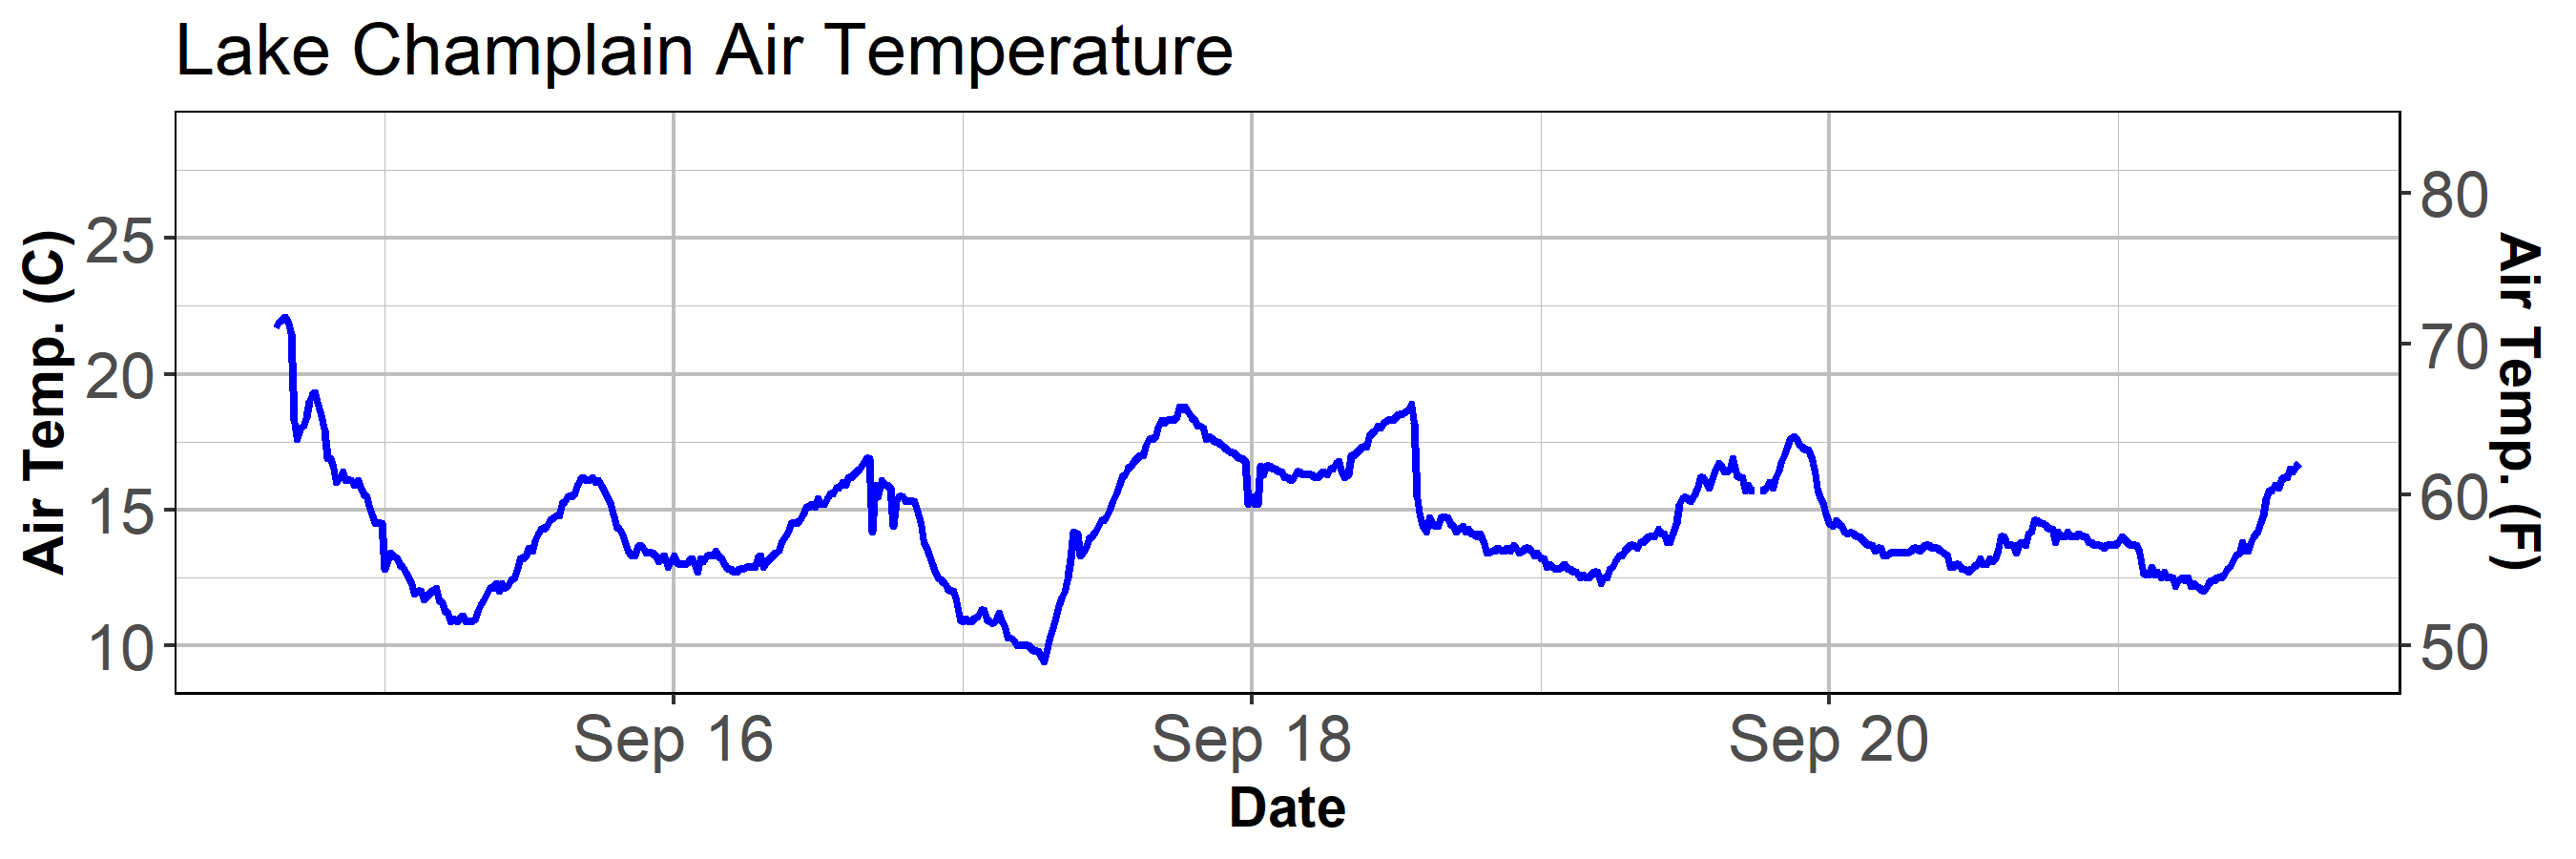 Lake Champlain Air Temperature
Air Temp. (C)
25
20
15
10
80
70
60
50
Air Temp. (F)
Sep 16
Sep 18
Sep 20
Date